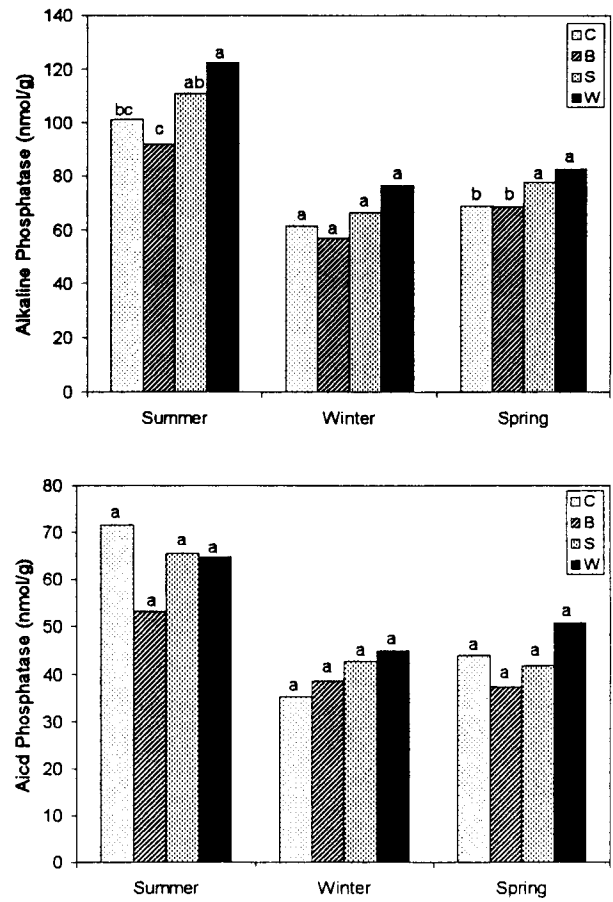 140
120
100
80
60
40
20
0
Alkaline Phosphatase (nmol/g)
C
B
S
W
bc c ab a
a a a a
b b a a
Summer Winter Spring
80
70
60
50
40
30
20
10
0
Aicd Phosphatase (nmol/g)
C
B
S
W
a a a a
a a a a
a a a a
Summer Winter Spring